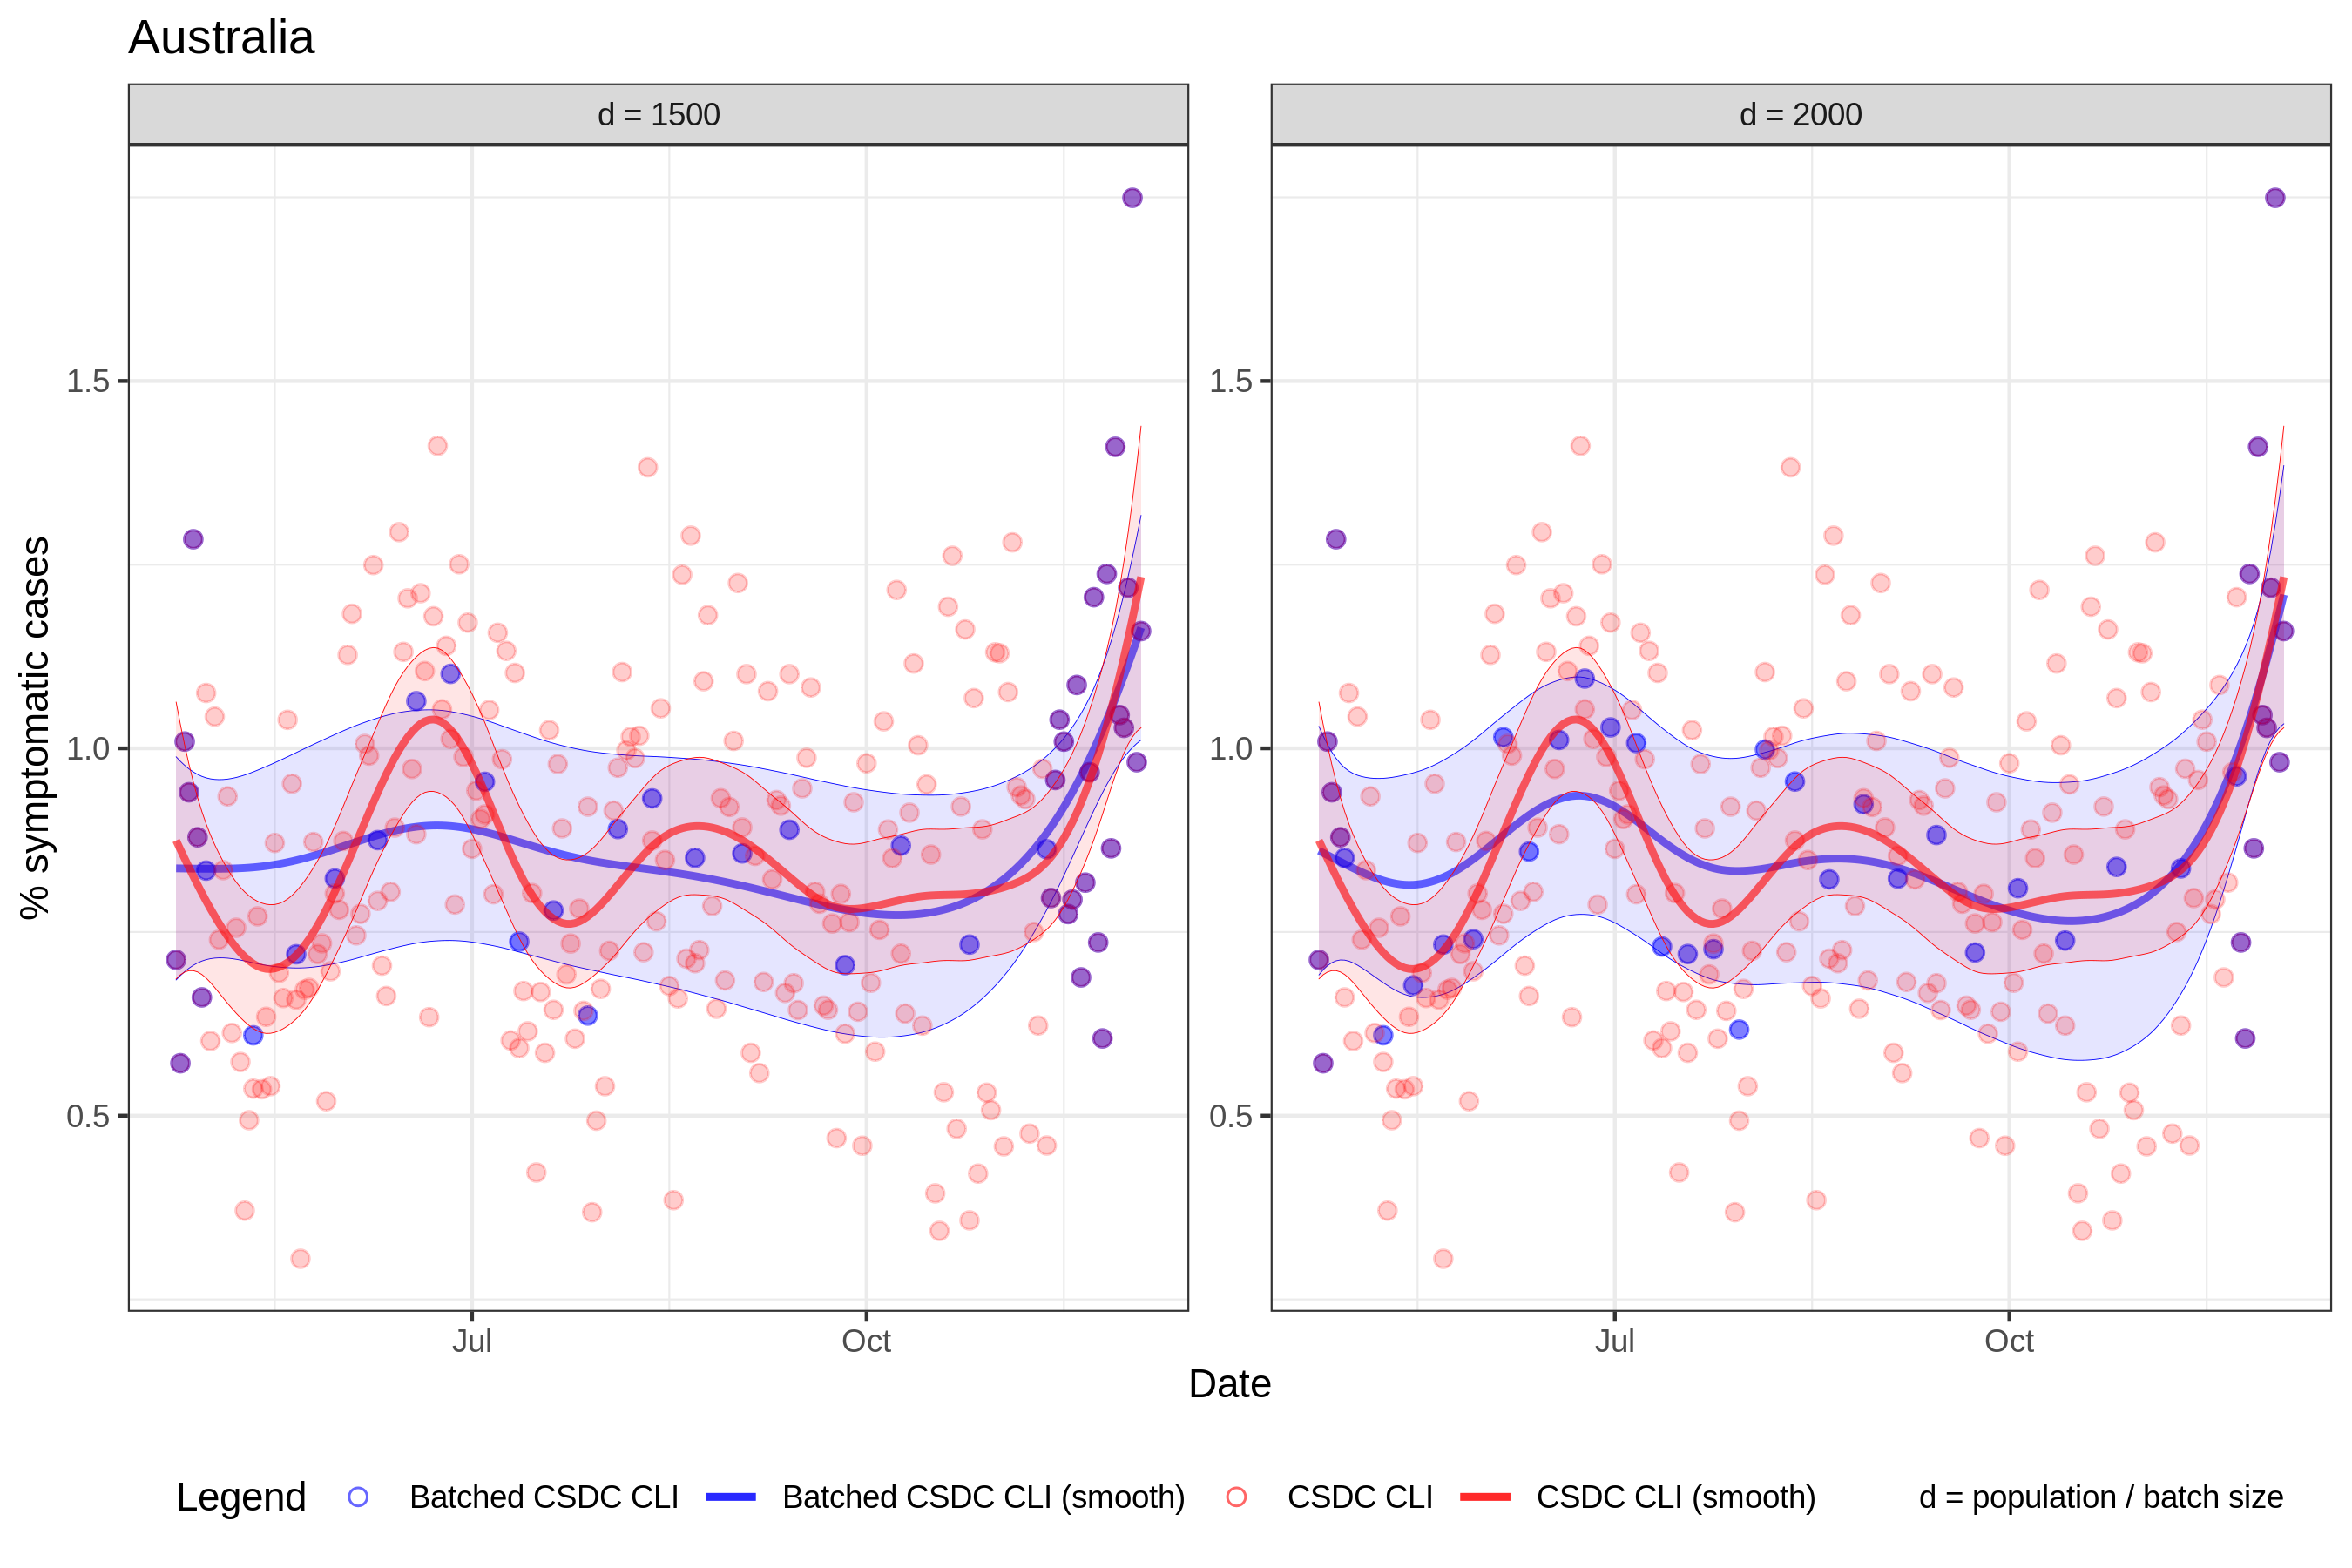 Australia
d = 1500
d = 2000
% symptomatic cases
1.5
1.0
0.5
1.5
1.0
0.5
Jul
Oct
Jul
Oct
Date
Legend Batched CSDC CLI Batched CSDC CLI (smooth) CSDC CLI CSDC CLI (smooth) d = population / batch size